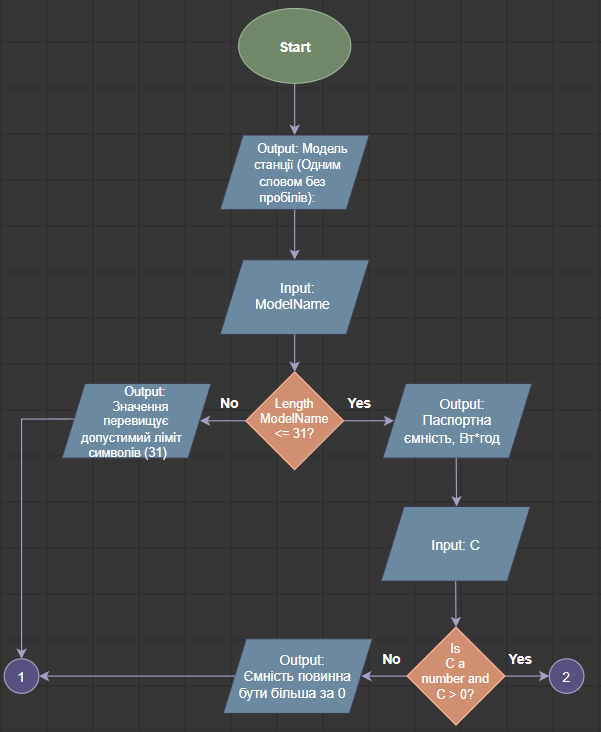 Start
Output: Модель
станції (Одним
словом без
пробілів):
Input:
ModelName
No
Length
ModelName
<= 31?
Yes
Output:
Значення
перевищує
допустимий ліміт
символів (31)
Output:
Паспортна
ємність, Вт*год
Input: C
Output:
Ємність повинна
бути більша за 0
No
Is
C a
number and
C > 0?
Yes
1
2